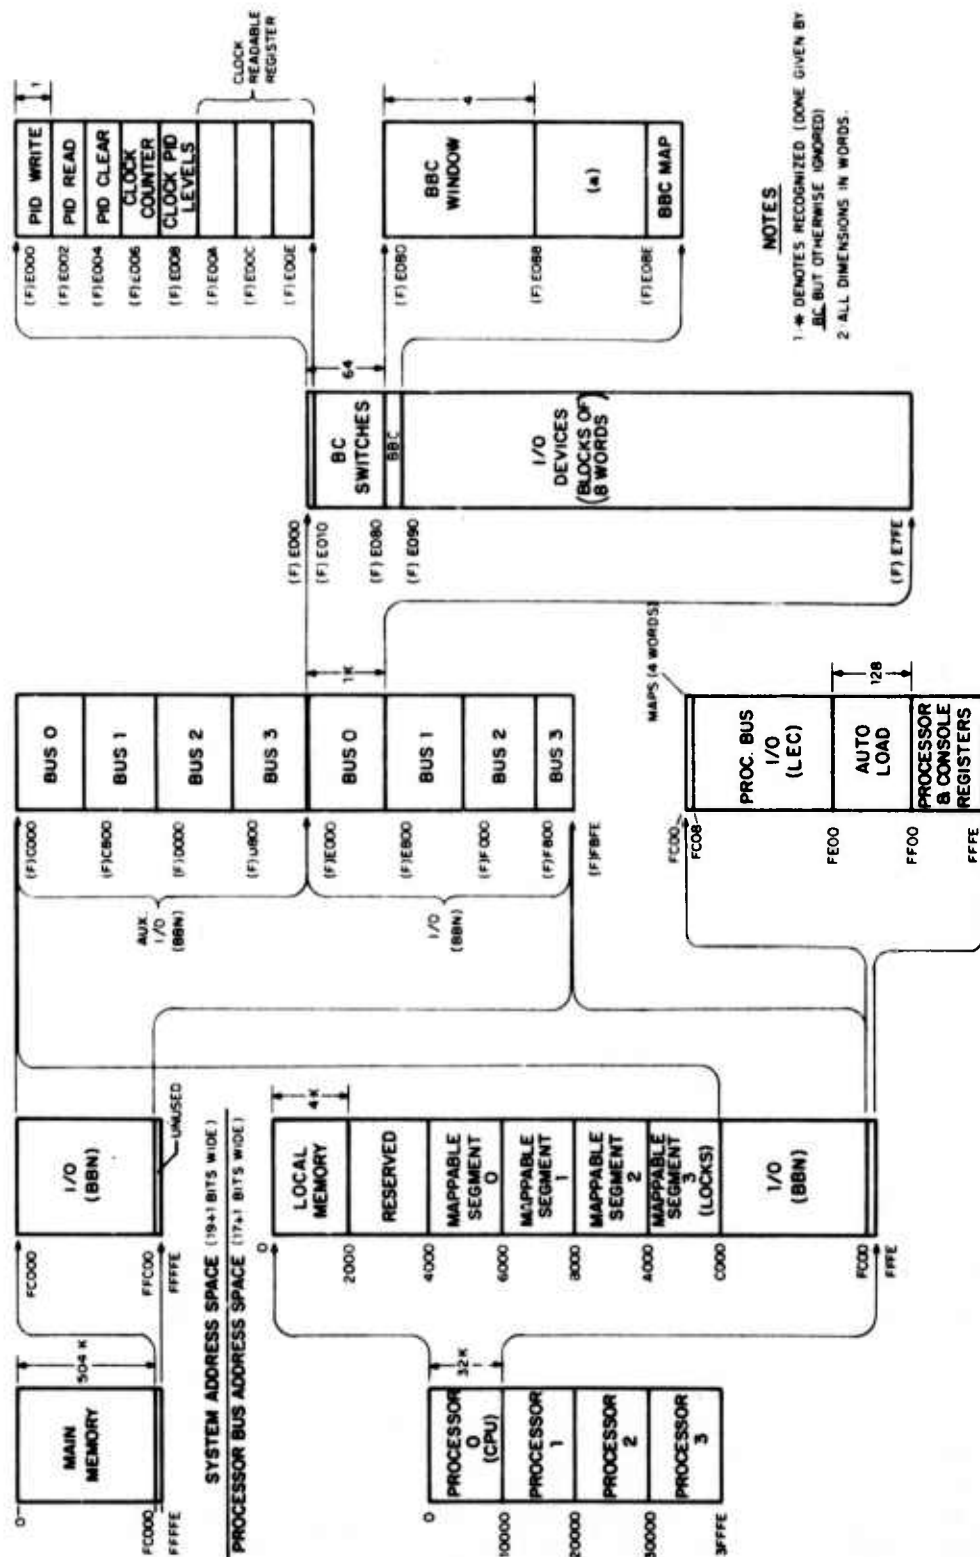 0
504 K
MAIN
MEMORY
FC000
FFFFE
FC000
I/O
(BBN)
FFC00
FFFFE
UNUSED
SYSTEM ADDRESS SPACE (19+1 BITS WIDE)
PROCESSOR BUS ADDRESS SPACE (17+1 BITS WIDE)
0
32K
PROCESSOR
0
(CPU)
10000
PROCESSOR
1
20000
PROCESSOR
2
30000
PROCESSOR
3
3FFFE
0
4K
LOCAL
MEMORY
2000
RESERVED
4000
MAPPABLE
SEGMENT
0
6000
MAPPABLE
SEGMENT
1
8000
MAPPABLE
SEGMENT
2
A000
MAPPABLE
SEGMENT
3
(LOCKS)
C000
I/O
(BBN)
FC00
FFFE
(F)C000
BUS 0
(F)C800
BUS 1
(F)D000
BUS 2
(F)D800
BUS 3
AUX.
I/O
(BBN)
(F)E000
BUS 0
1K
(F)E800
BUS 1
(F)F000
BUS 2
(F)F800
BUS 3
(F)FBFE
I/O
(BBN)
MAPS (4 WORDS)
FC00
FC08
PROC. BUS
I/O
(LEC)
FE00
AUTO
LOAD
128
FF00
PROCESSOR
& CONSOLE
REGISTERS
FFFE
(F) E000
(F) E010
BC
SWITCHES
64
(F) E080
BBC
(F) E090
I/O
DEVICES
(BLOCKS OF
8 WORDS)
(F) E7FE
(F) E000
PID WRITE
1
(F) E002
PID READ
(F) E004
PID CLEAR
(F) E006
CLOCK
COUNTER
(F) E008
CLOCK PID
LEVELS
(F) E00A
(F) E00C
(F) E00E
CLOCK
READABLE
REGISTER
(F) E080
BBC
WINDOW
4
(F) E088
(a)
(F) E08E
BBC MAP
NOTES
1 * DENOTES RECOGNIZED (DONE GIVEN BY
BC BUT OTHERWISE IGNORED)
2 ALL DIMENSIONS IN WORDS.